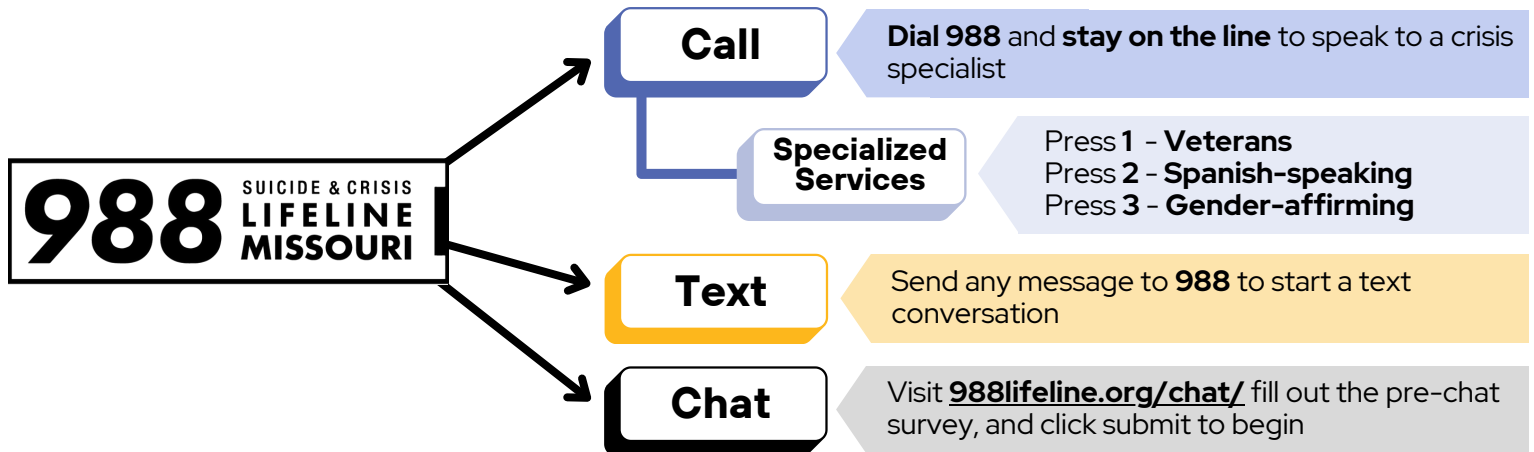 988
SUICIDE & CRISIS
LIFELINE
MISSOURI
Call
Dial 988 and stay on the line to speak to a crisis
specialist
Specialized
Services
Press 1 - Veterans
Press 2 - Spanish-speaking
Press 3 - Gender-affirming
Text
Send any message to 988 to start a text
conversation
Chat
Visit 988lifeline.org/chat/ fill out the pre-chat
survey, and click submit to begin